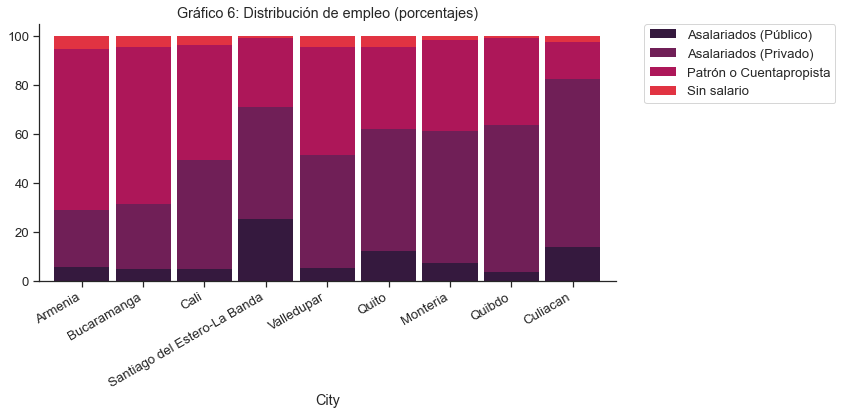 Gráfico 6: Distribución de empleo (porcentajes)
Asalariados (Público)
Asalariados (Privado)
Patrón o Cuentapropista
Sin salario
100
80
60
40
20
0
Armenia
Bucaramanga
Cali
Santiago del Estero-La Banda
Valledupar
Quito
Monteria
Quibdo
Culiacan
City